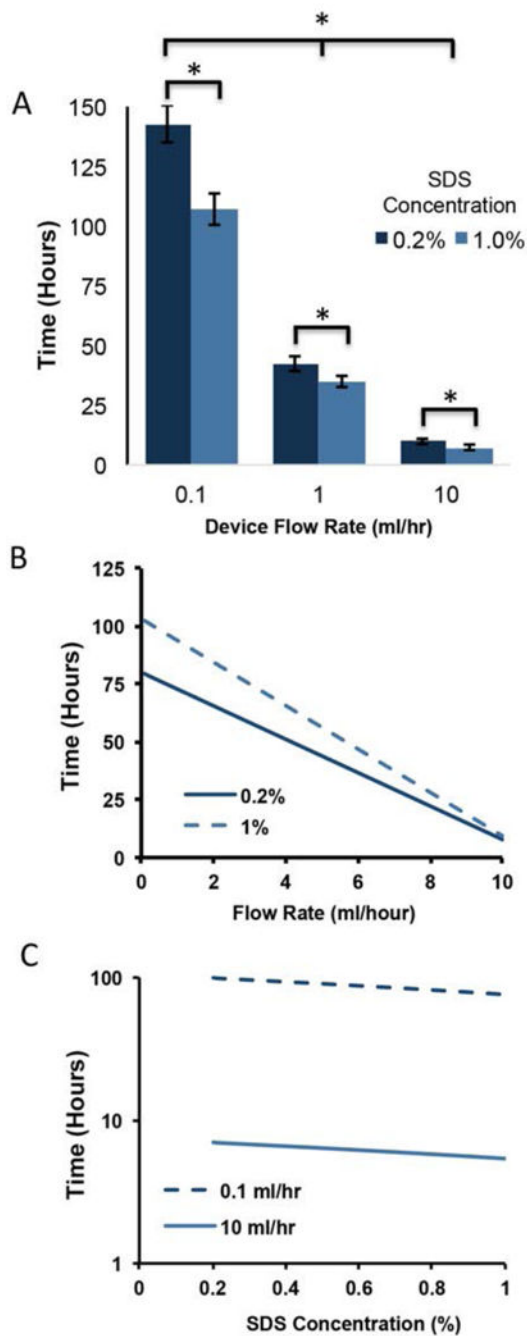 *
A
*
150
125
100
75
50
25
0
Time (Hours)
SDS
Concentration
0.2% 1.0%
*
*
0.1 1 10
Device Flow Rate (ml/hr)
B
125
100
75
50
25
0
Time (Hours)
0.2%
1%
0 2 4 6 8 10
Flow Rate (ml/hour)
C
100
10
1
Time (Hours)
0.1 ml/hr
10 ml/hr
0 0.2 0.4 0.6 0.8 1
SDS Concentration (%)